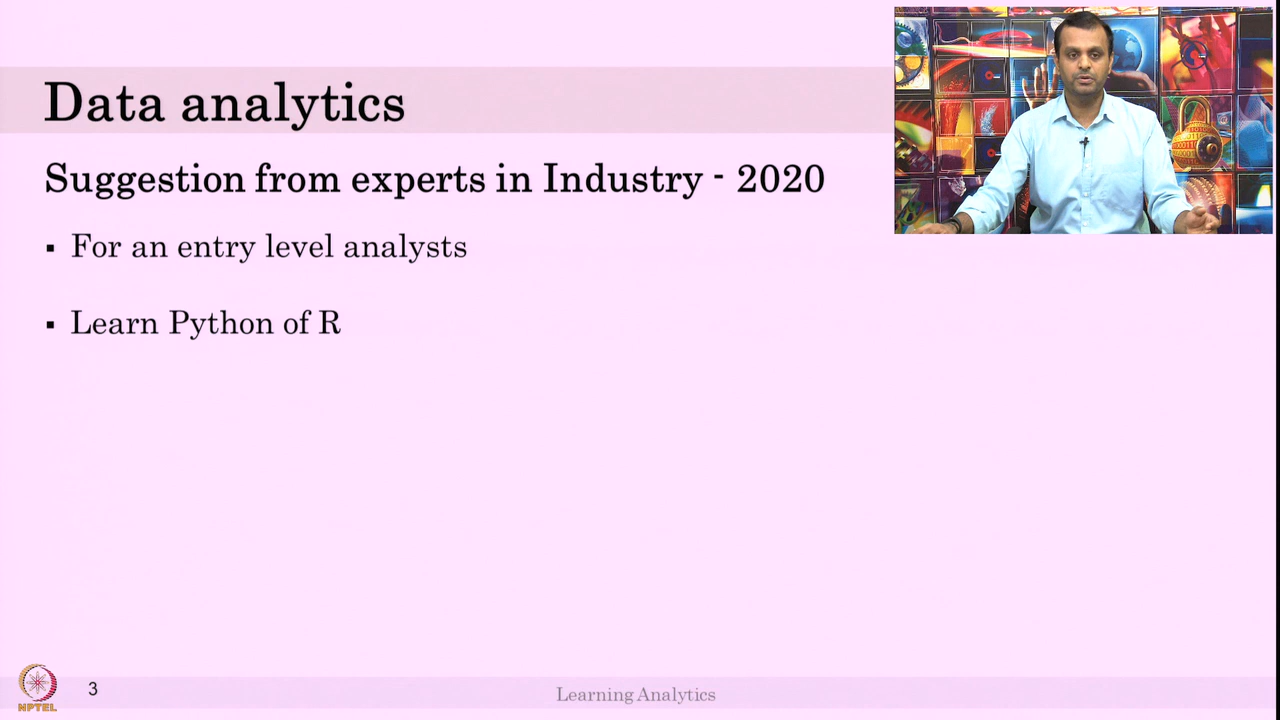 Data analytics
Suggestion from experts in Industry - 2020
▪ For an entry level analysts
▪ Learn Python of R
NPTEL
3
Learning Analytics